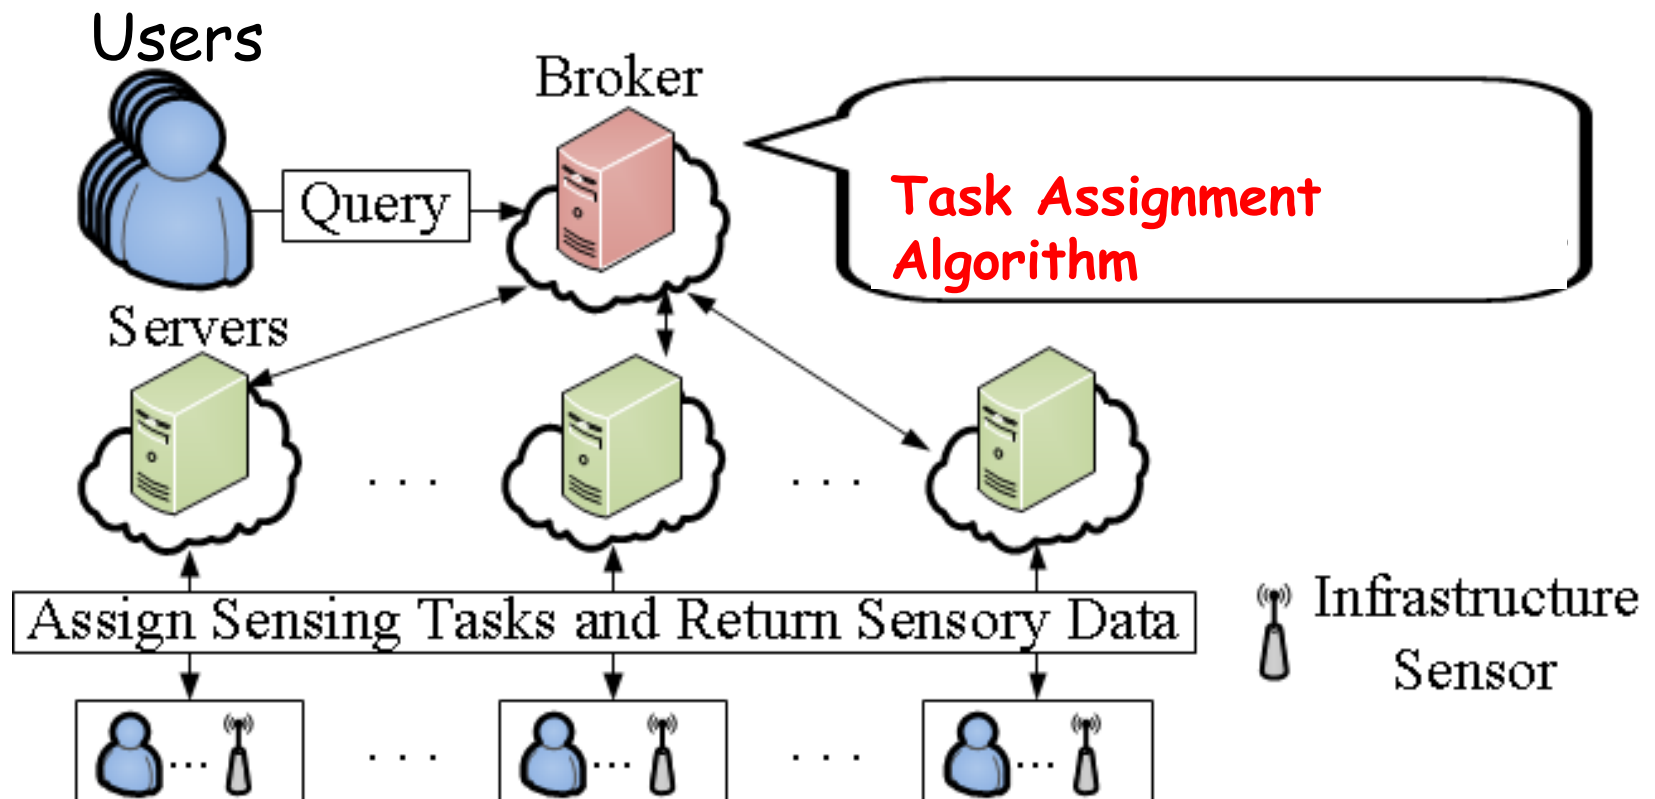 Users
Broker
Query
Task Assignment
Algorithm
Servers
. . .
. . .
Assign Sensing Tasks and Return Sensory Data
Infrastructure
Sensor
...
. . .
...
. . .
...